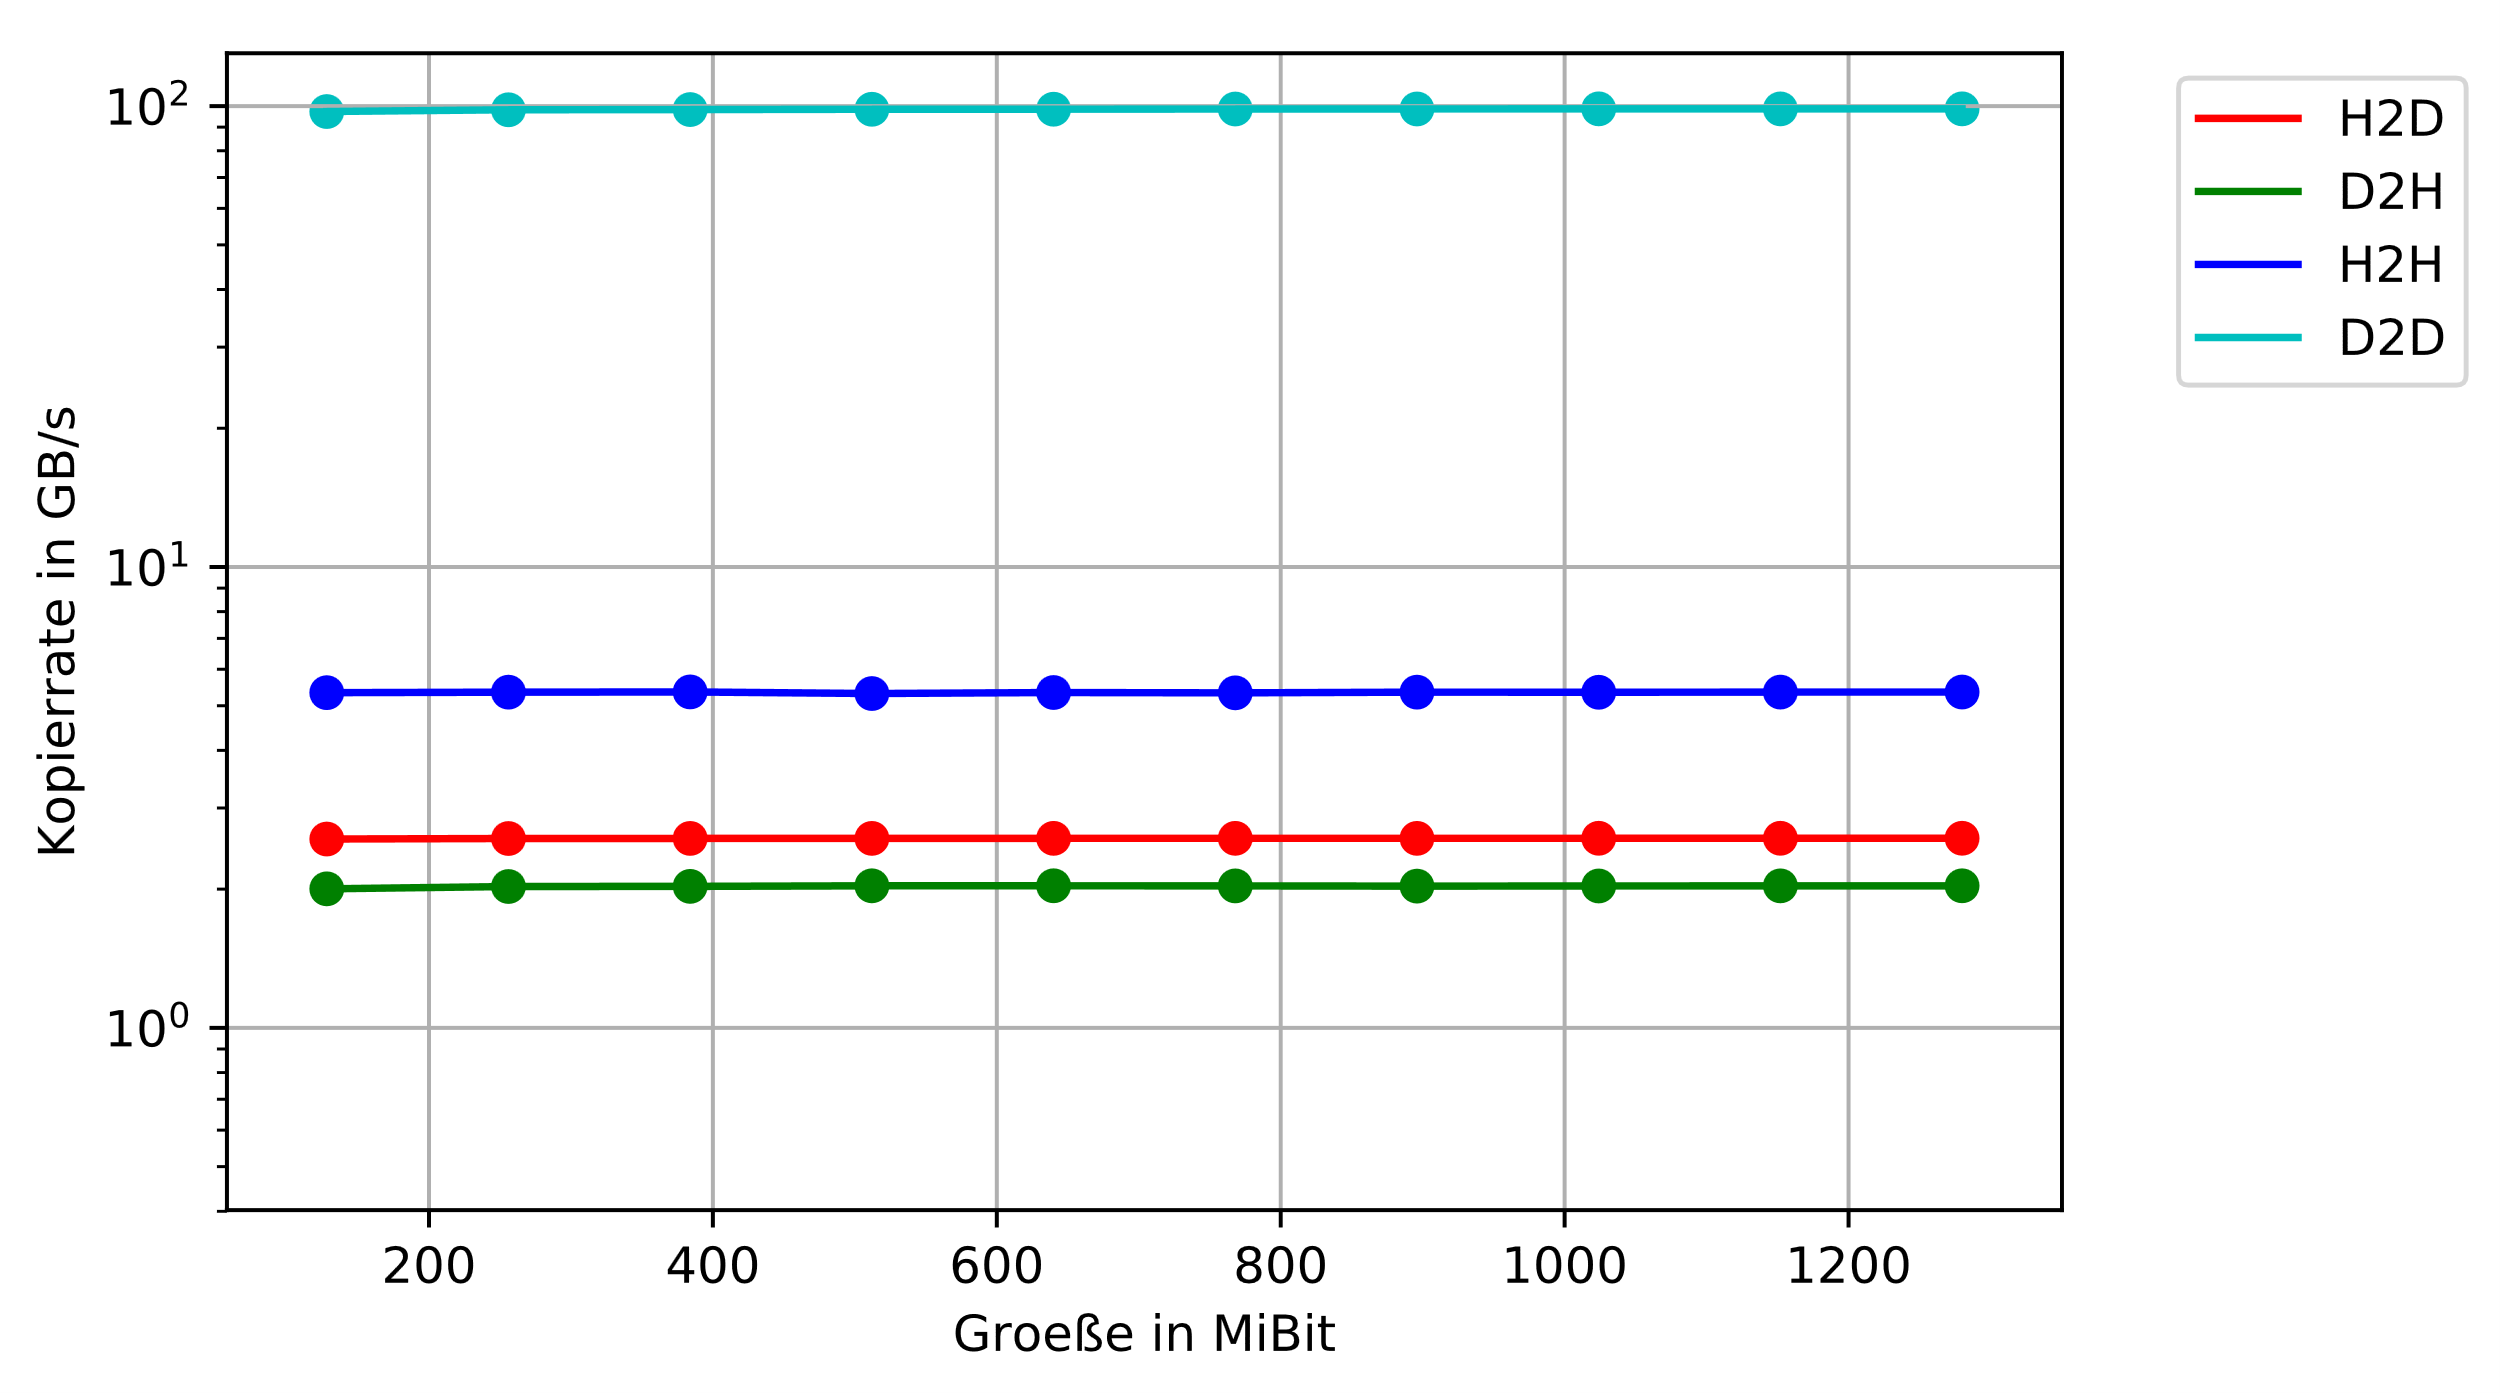 10²
10¹
10⁰
Kopierrate in GB/s
200 400 600 800 1000 1200
Groeße in MiBit
H2D
D2H
H2H
D2D